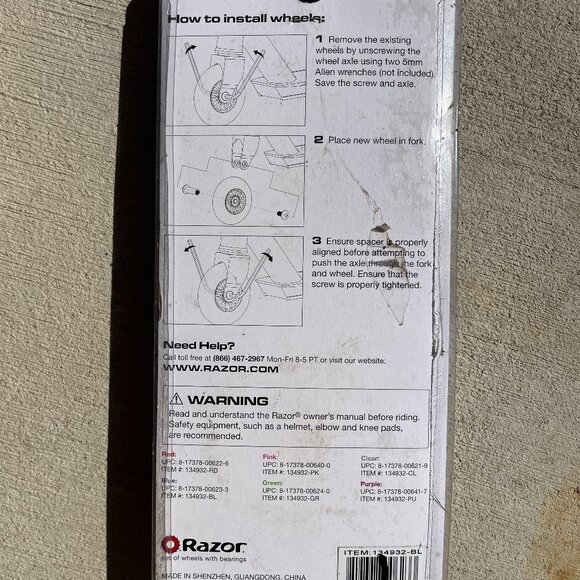 How to install wheels:
1 Remove the existing
wheels by unscrewing the
wheel axle using two 5mm
Allen wrenches (not included)
Save the screw and axle.
2 Place new wheel in fork.
3 Ensure spacer is properly
aligned before attempting to
push the axle through the fork
and wheel. Ensure that the
screw is properly tightened.
Need Help?
Call toll free at (866) 467-2967 Mon-Fri 8-5 PT or visit our website:
WWW.RAZOR.COM
⚠ WARNING
Read and understand the Razor® owner's manual before riding.
Safety equipment, such as a helmet, elbow and knee pads,
are recommended.
Red:
UPC: 8-17378-00622-6
ITEM #: 134932-RD
Blue:
UPC: 8-17378-00623-3
ITEM #: 134932-BL
Pink:
UPC: 8-17378-00640-0
ITEM #: 134932-PK
Green:
UPC: 8-17378-00624-0
ITEM #: 134932-GR
Clear:
UPC: 8-17378-00621-9
ITEM #: 134932-CL
Purple:
UPC: 8-17378-00641-7
ITEM #: 134932-PU
Razor
set of wheels with bearings
MADE IN SHENZHEN, GUANGDONG, CHINA
ITEM: 134932-BL